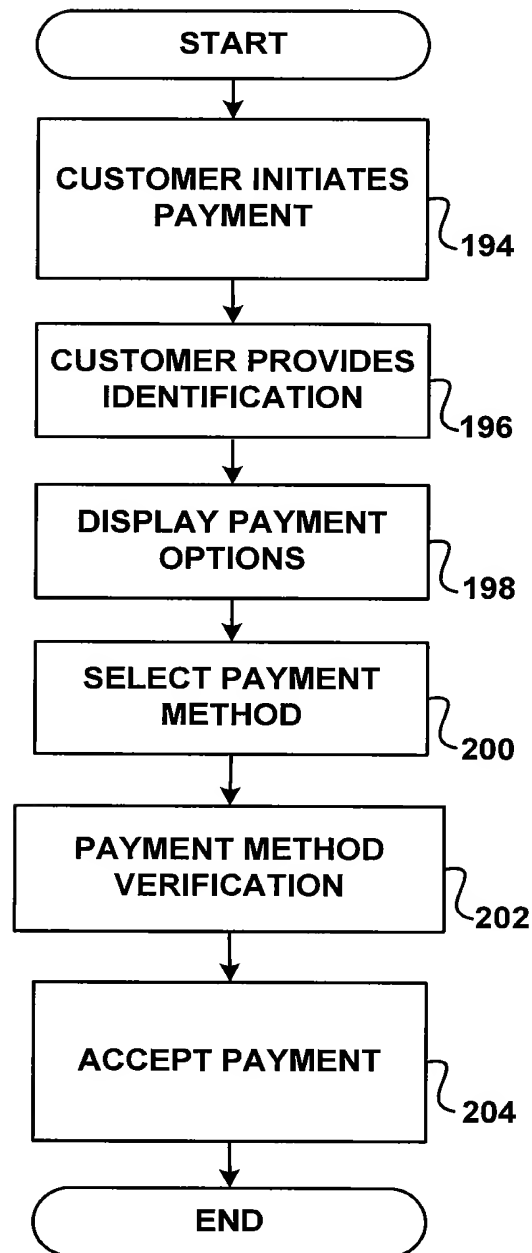 START
CUSTOMER INITIATES
PAYMENT
194
CUSTOMER PROVIDES
IDENTIFICATION
196
DISPLAY PAYMENT
OPTIONS
198
SELECT PAYMENT
METHOD
200
PAYMENT METHOD
VERIFICATION
202
ACCEPT PAYMENT
204
END